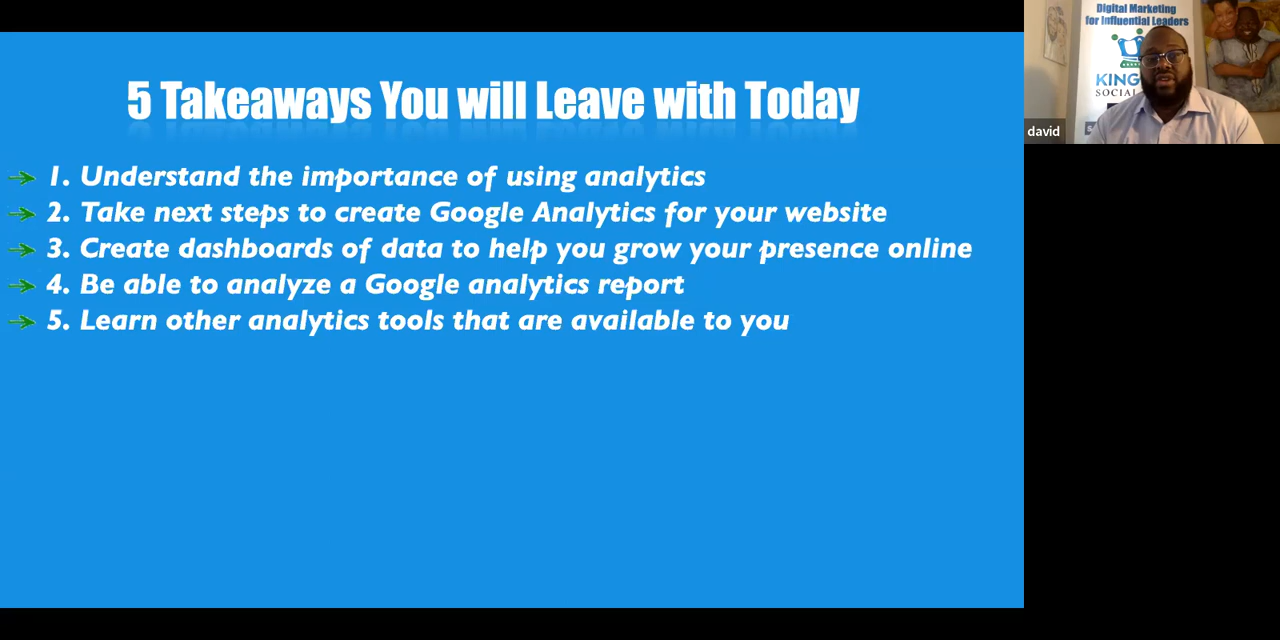 5 Takeaways You will Leave with Today
1. Understand the importance of using analytics
2. Take next steps to create Google Analytics for your website
3. Create dashboards of data to help you grow your presence online
4. Be able to analyze a Google analytics report
5. Learn other analytics tools that are available to you
Digital Marketing
for Influential Leaders
KING
SOCIAL
david